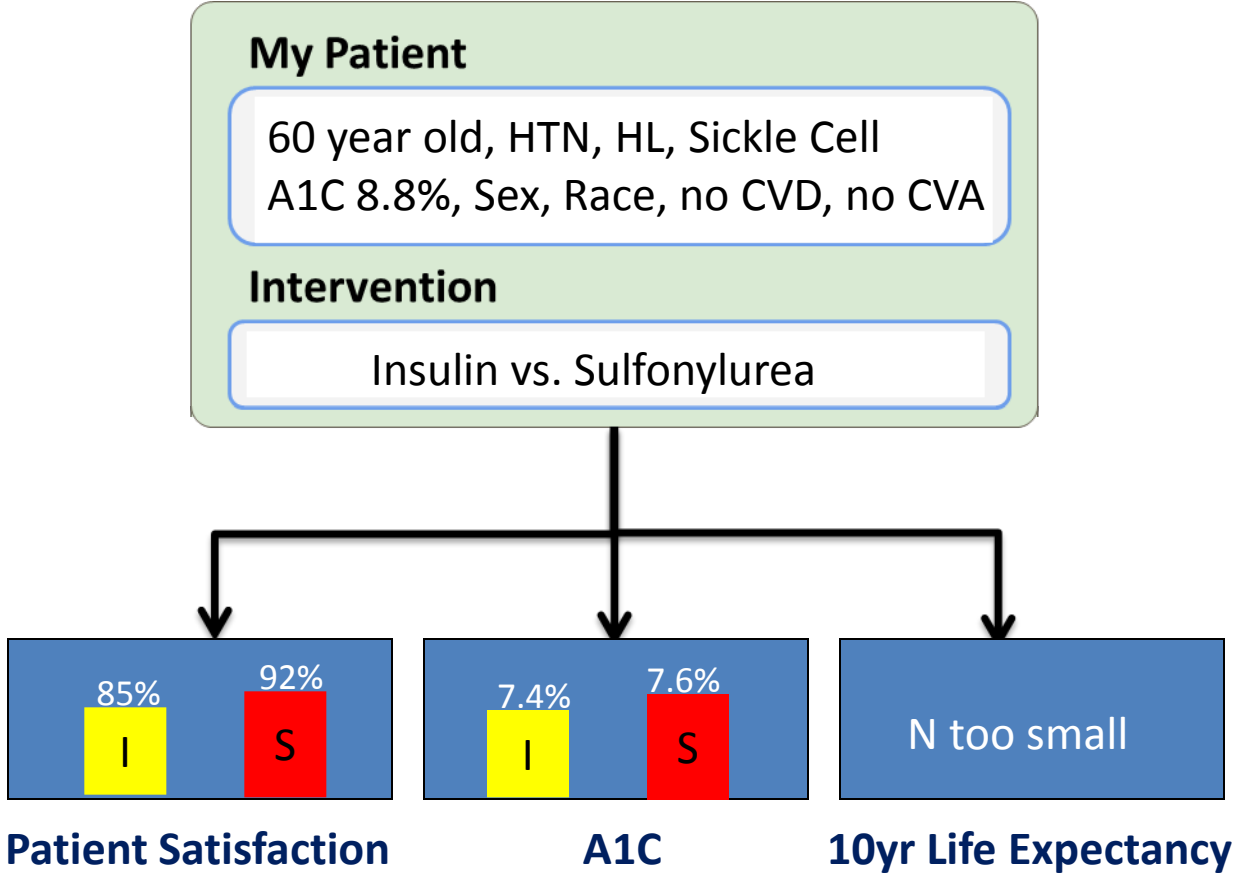 My Patient
60 year old, HTN, HL, Sickle Cell
A1C 8.8%, Sex, Race, no CVD, no CVA
Intervention
Insulin vs. Sulfonylurea
85%
92%
I
S
7.4%
7.6%
I
S
N too small
Patient Satisfaction
A1C
10yr Life Expectancy